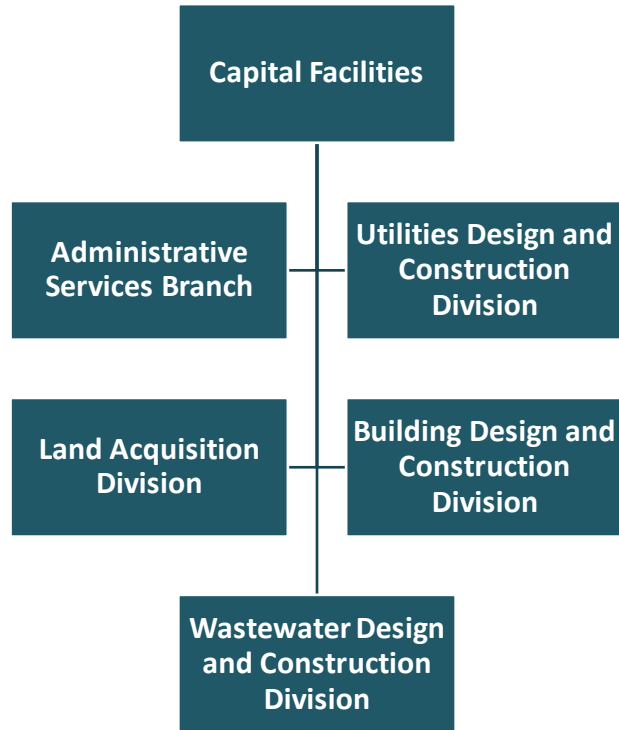 Capital Facilities
Administrative
Services Branch
Utilities Design and
Construction
Division
Land Acquisition
Division
Building Design and
Construction
Division
Wastewater Design
and Construction
Division